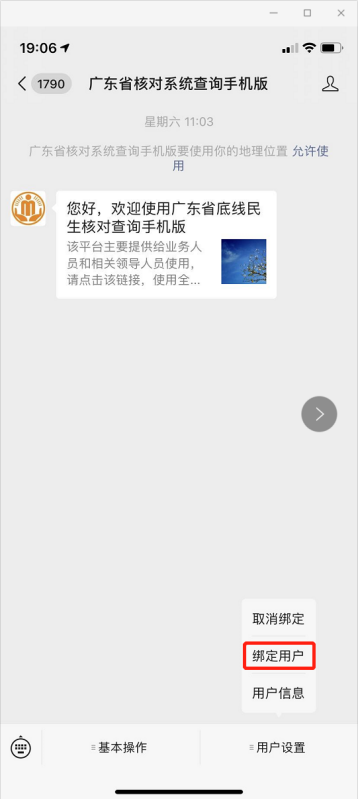 19:06
1790 广东省核对系统查询手机版
星期六 11:03
广东省核对系统查询手机版要使用你的地理位置 允许使
用
您好，欢迎使用广东省底线民
生核对查询手机版
该平台主要提供给业务人
员和相关领导人员使用，
请点击该链接，使用全...
取消绑定
绑定用户
用户信息
基本操作
用户设置